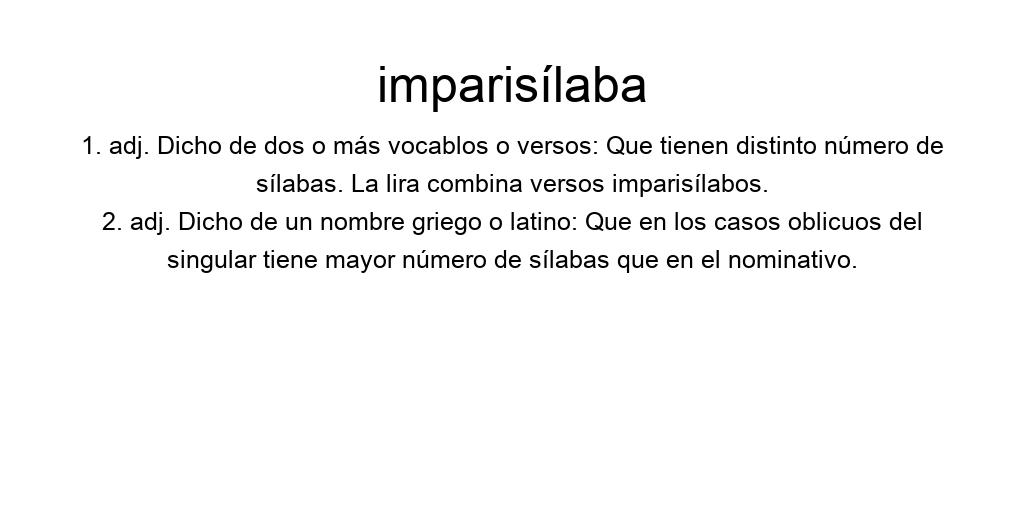 imparisílaba
1. adj. Dicho de dos o más vocablos o versos: Que tienen distinto número de
sílabas. La lira combina versos imparisílabos.
2. adj. Dicho de un nombre griego o latino: Que en los casos oblicuos del
singular tiene mayor número de sílabas que en el nominativo.